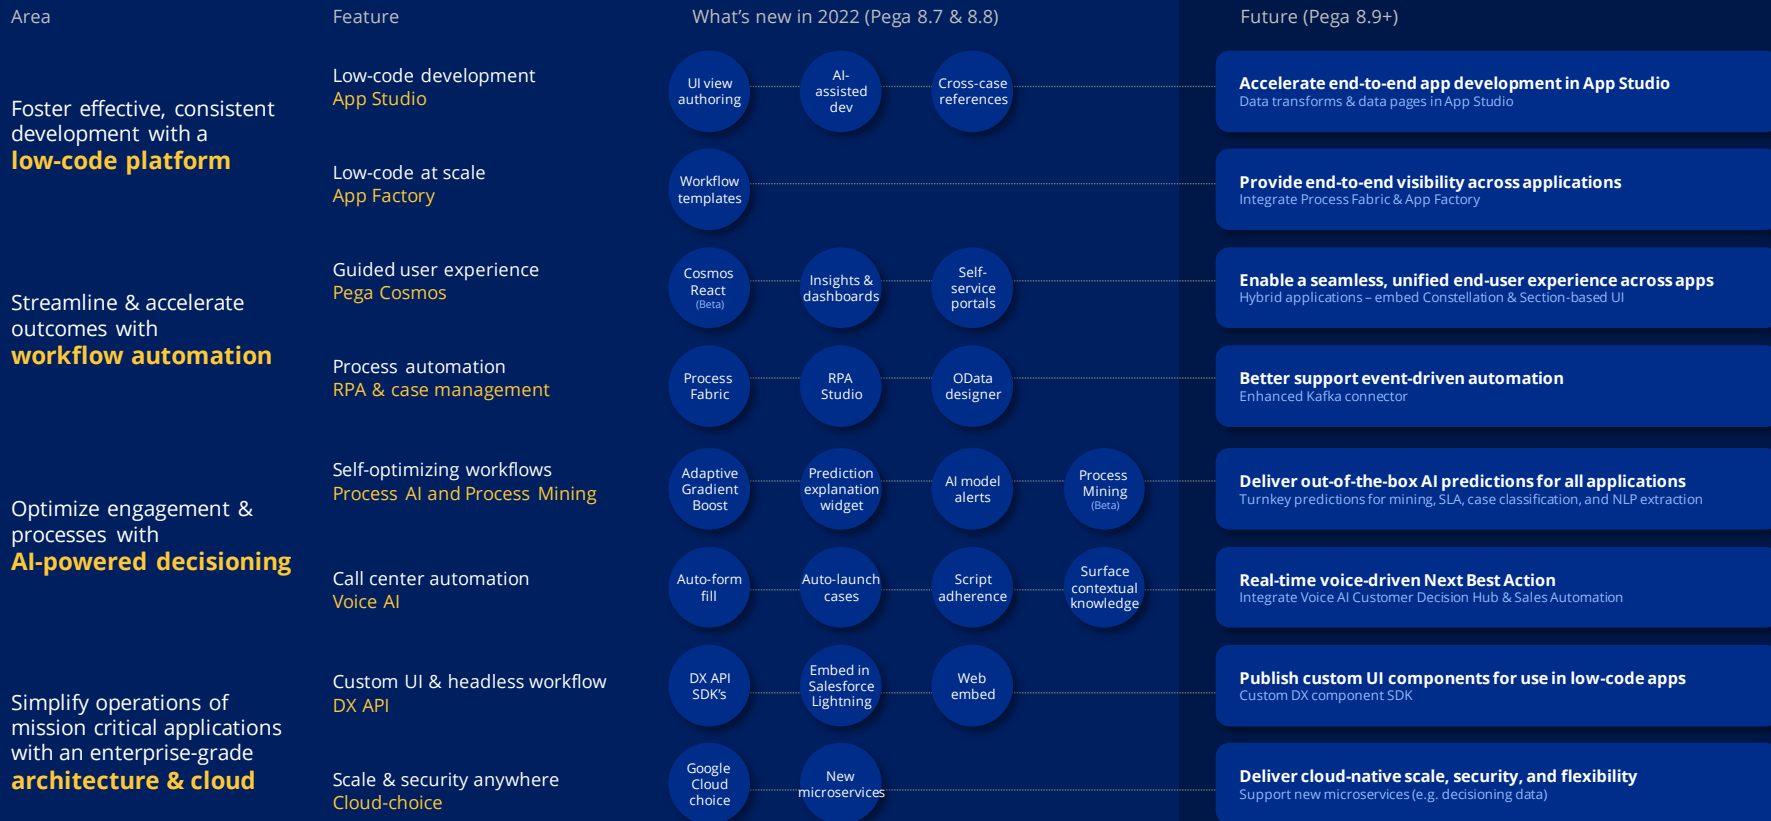 Area
Feature
What's new in 2022 (Pega 8.7 & 8.8)
Future (Pega 8.9+)
Foster effective, consistent
development with a
low-code platform
Low-code development
App Studio
UI view
authoring
AI-
assisted
dev
Cross-case
references
Accelerate end-to-end app development in App Studio
Data transforms & data pages in App Studio
Low-code at scale
App Factory
Workflow
templates
Provide end-to-end visibility across applications
Integrate Process Fabric & App Factory
Streamline & accelerate
outcomes with
workflow automation
Guided user experience
Pega Cosmos
Cosmos
React
(Beta)
Insights &
dashboards
Self-
service
portals
Enable a seamless, unified end-user experience across apps
Hybrid applications – embed Constellation & Section-based UI
Process automation
RPA & case management
Process
Fabric
RPA
Studio
OData
designer
Better support event-driven automation
Enhanced Kafka connector
Optimize engagement &
processes with
AI-powered decisioning
Self-optimizing workflows
Process AI and Process Mining
Adaptive
Gradient
Boost
Prediction
explanation
widget
AI model
alerts
Process
Mining
(Beta)
Deliver out-of-the-box AI predictions for all applications
Turnkey predictions for mining, SLA, case classification, and NLP extraction
Call center automation
Voice AI
Auto-form
fill
Auto-launch
cases
Script
adherence
Surface
contextual
knowledge
Real-time voice-driven Next Best Action
Integrate Voice AI Customer Decision Hub & Sales Automation
Simplify operations of
mission critical applications
with an enterprise-grade
architecture & cloud
Custom UI & headless workflow
DX API
DX API
SDK's
Embed in
Salesforce
Lightning
Web
embed
Publish custom UI components for use in low-code apps
Custom DX component SDK
Scale & security anywhere
Cloud-choice
Google
Cloud
choice
New
microservices
Deliver cloud-native scale, security, and flexibility
Support new microservices (e.g. decisioning data)